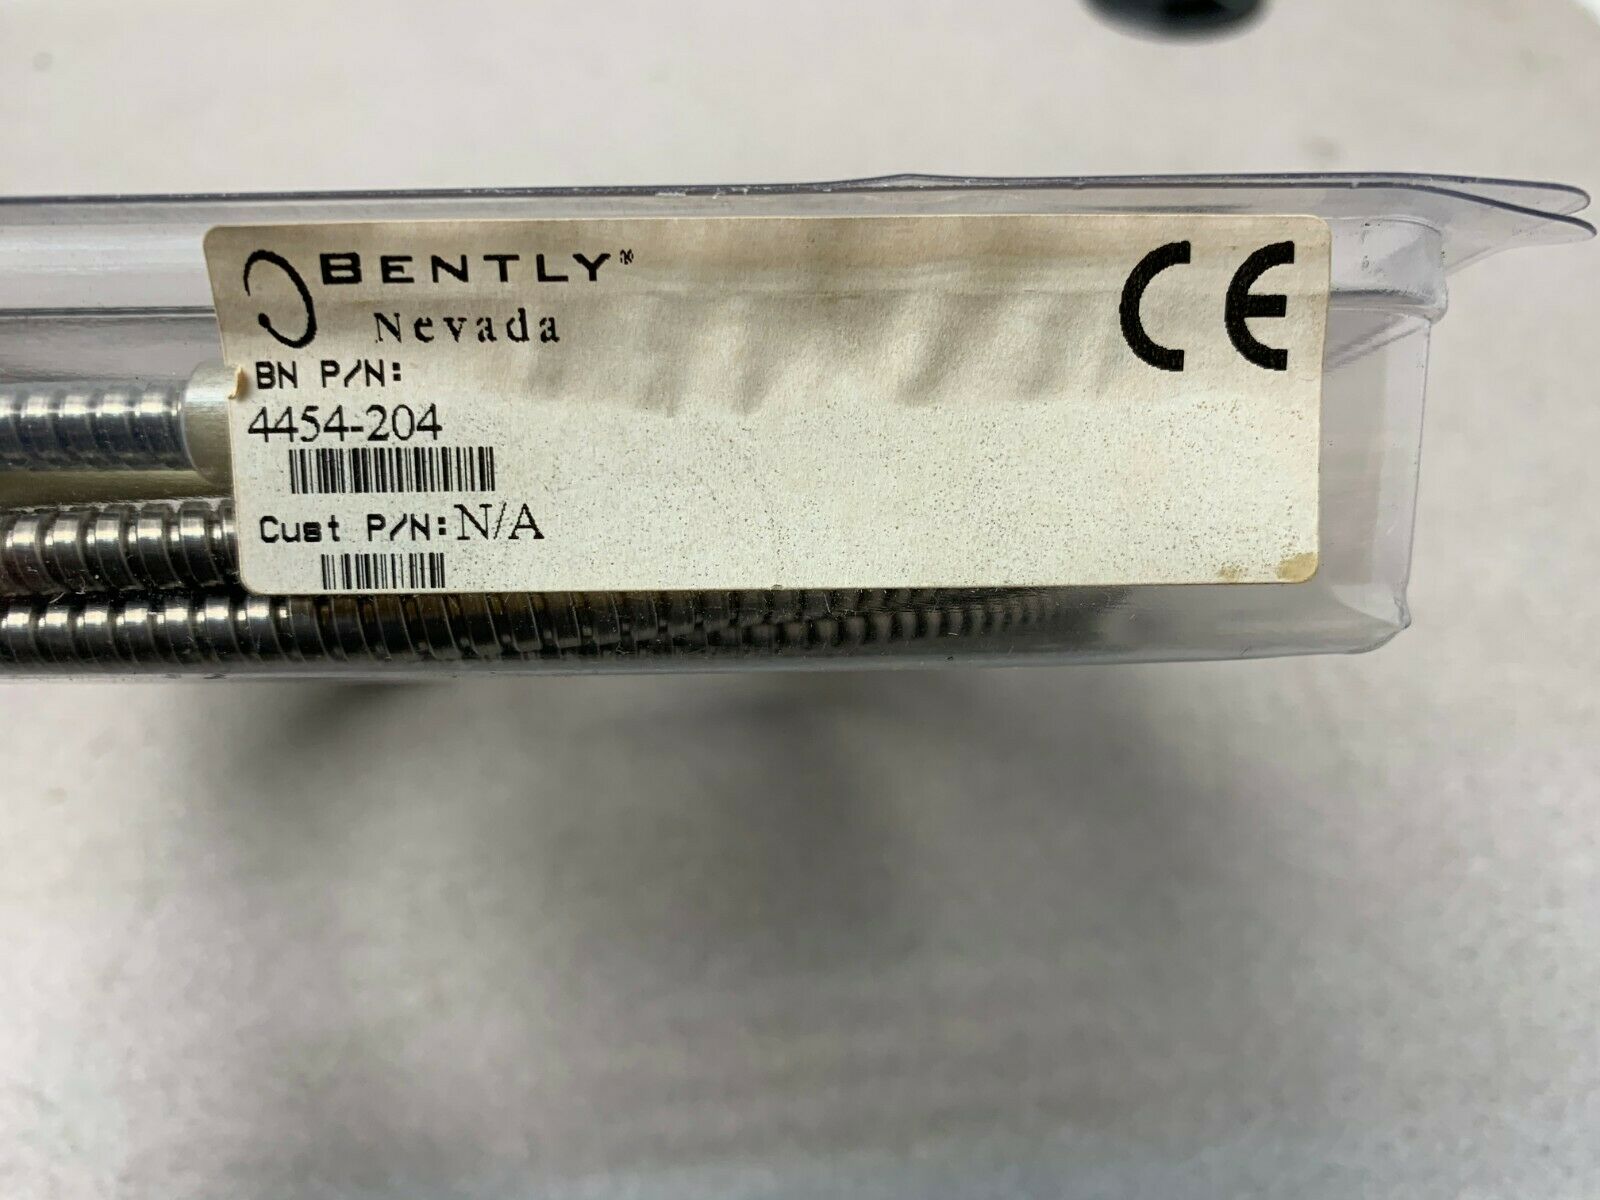 BENTLY®
Nevada
CE
BN P/N:
4454-204
Cust P/N: N/A